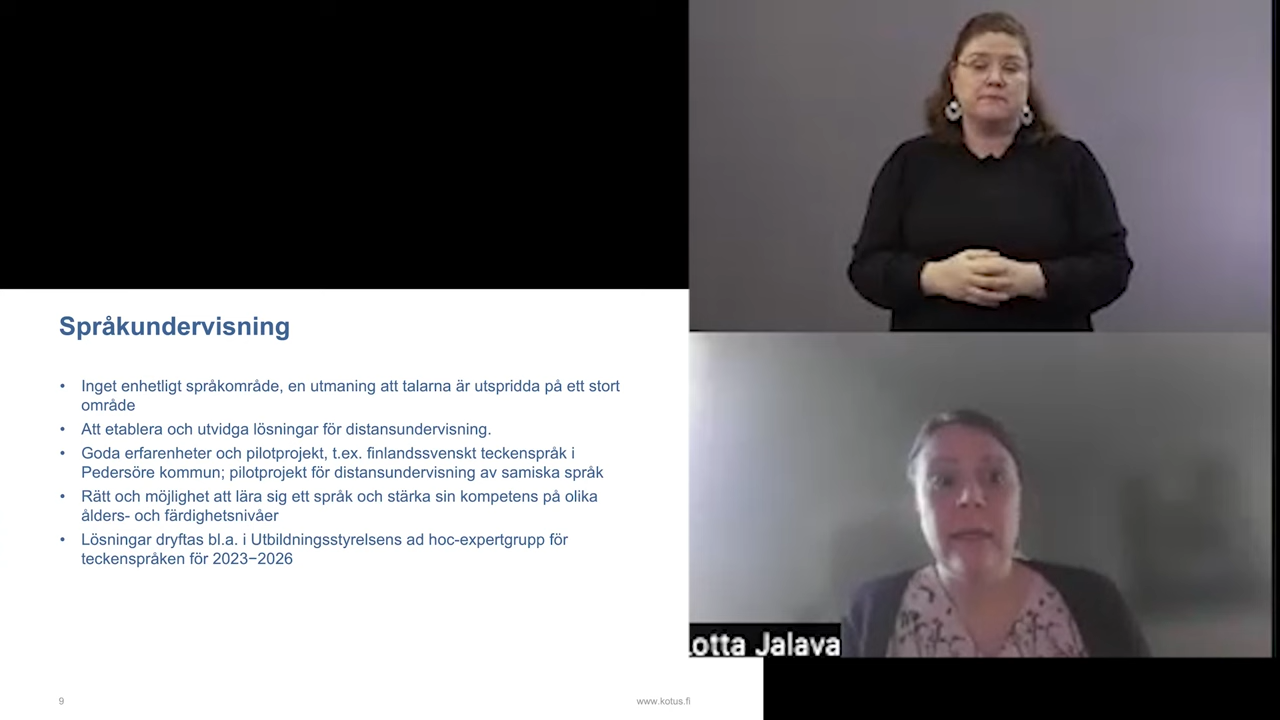 Språkundervisning
• Inget enhetligt språkområde, en utmaning att talarna är utspridda på ett stort
område
• Att etablera och utvidga lösningar för distansundervisning.
• Goda erfarenheter och pilotprojekt, t.ex. finlandssvenskt teckenspråk i
Pedersöre kommun; pilotprojekt för distansundervisning av samiska språk
• Rätt och möjlighet att lära sig ett språk och stärka sin kompetens på olika
ålders- och färdighetsnivåer
• Lösningar dryftas bl.a. i Utbildningsstyrelsens ad hoc-expertgrupp för
teckenspråken för 2023–2026
Lotta Jalava
9
www.kotus.fi